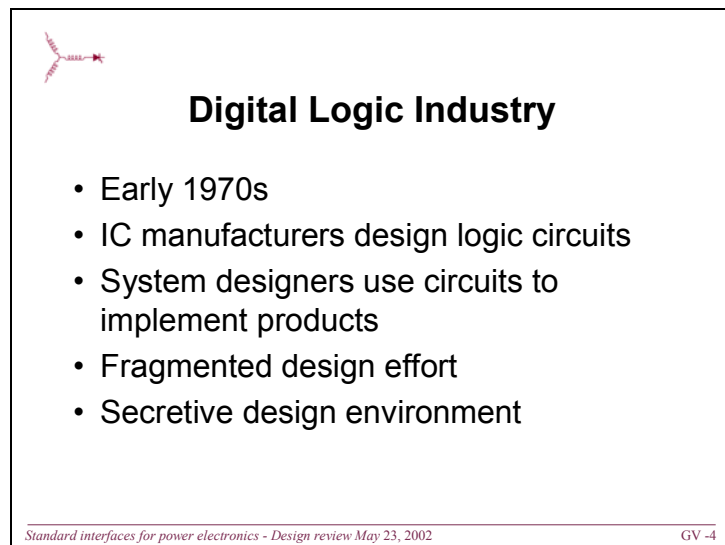 Digital Logic Industry
• Early 1970s
• IC manufacturers design logic circuits
• System designers use circuits to
implement products
• Fragmented design effort
• Secretive design environment
Standard interfaces for power electronics - Design review May 23, 2002 GV -4